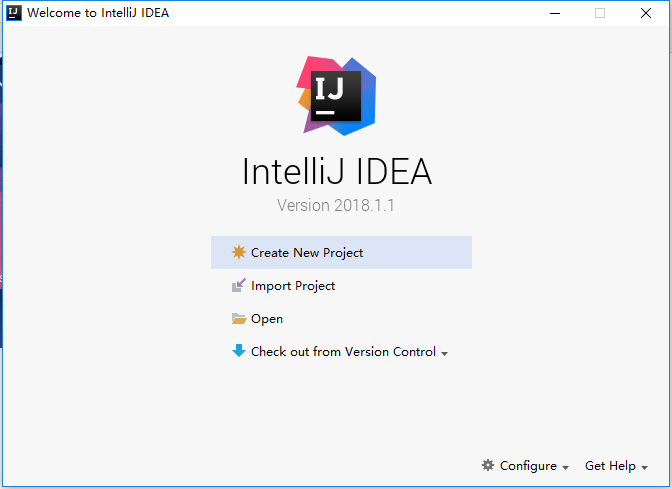 IJ Welcome to IntelliJ IDEA
IJ
IntelliJ IDEA
Version 2018.1.1
Create New Project
Import Project
Open
Check out from Version Control
Configure Get Help